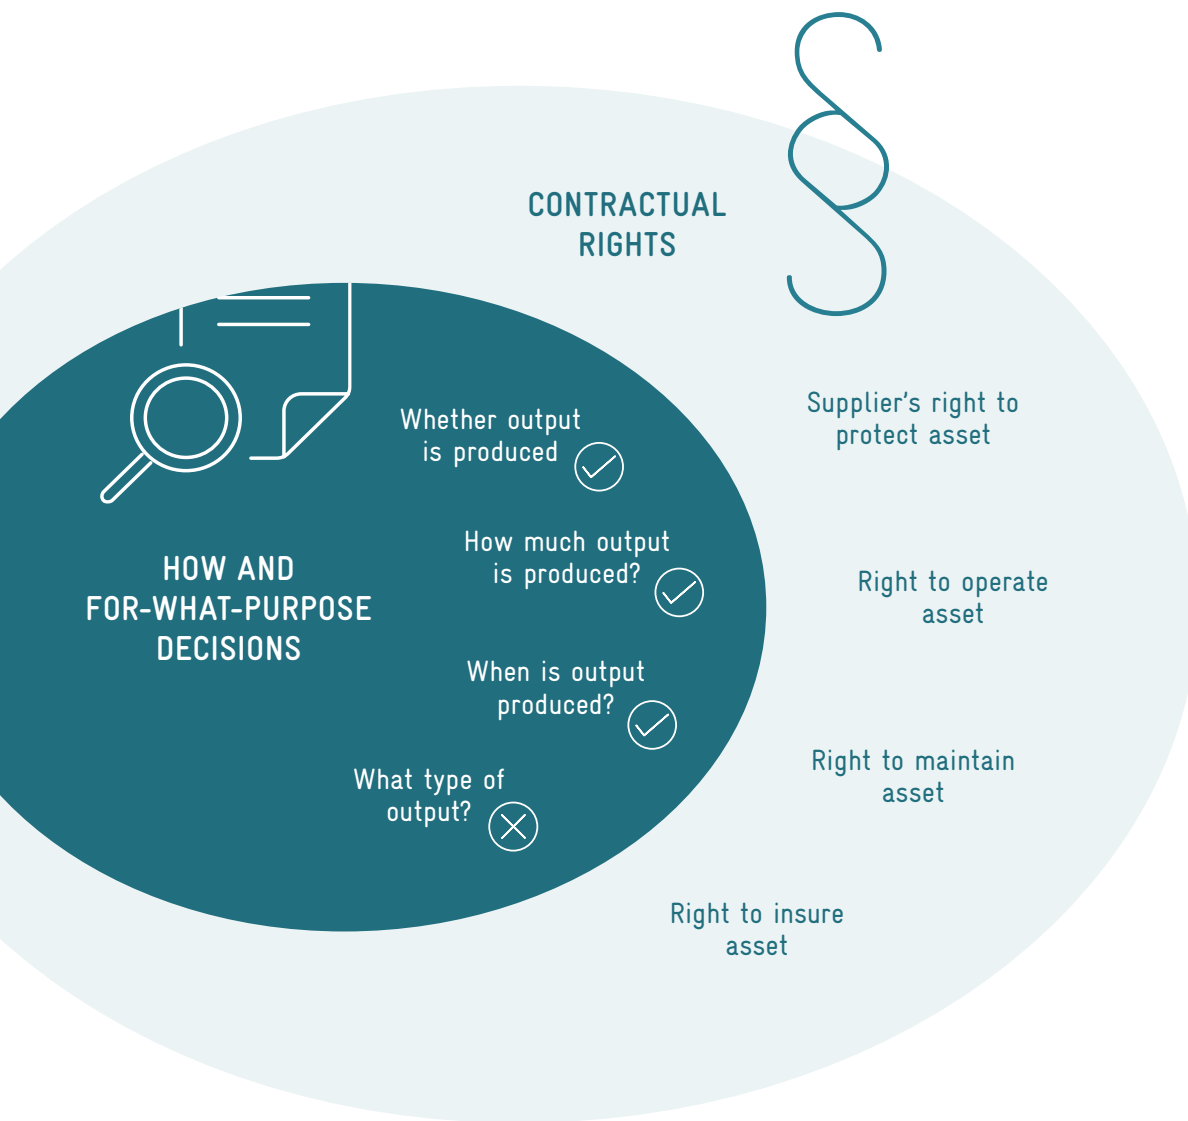 CONTRACTUAL
RIGHTS
Supplier's right to
protect asset
Right to operate
asset
Right to maintain
asset
Right to insure
asset
HOW AND
FOR-WHAT-PURPOSE
DECISIONS
Whether output
is produced
How much output
is produced?
When is output
produced?
What type of
output?